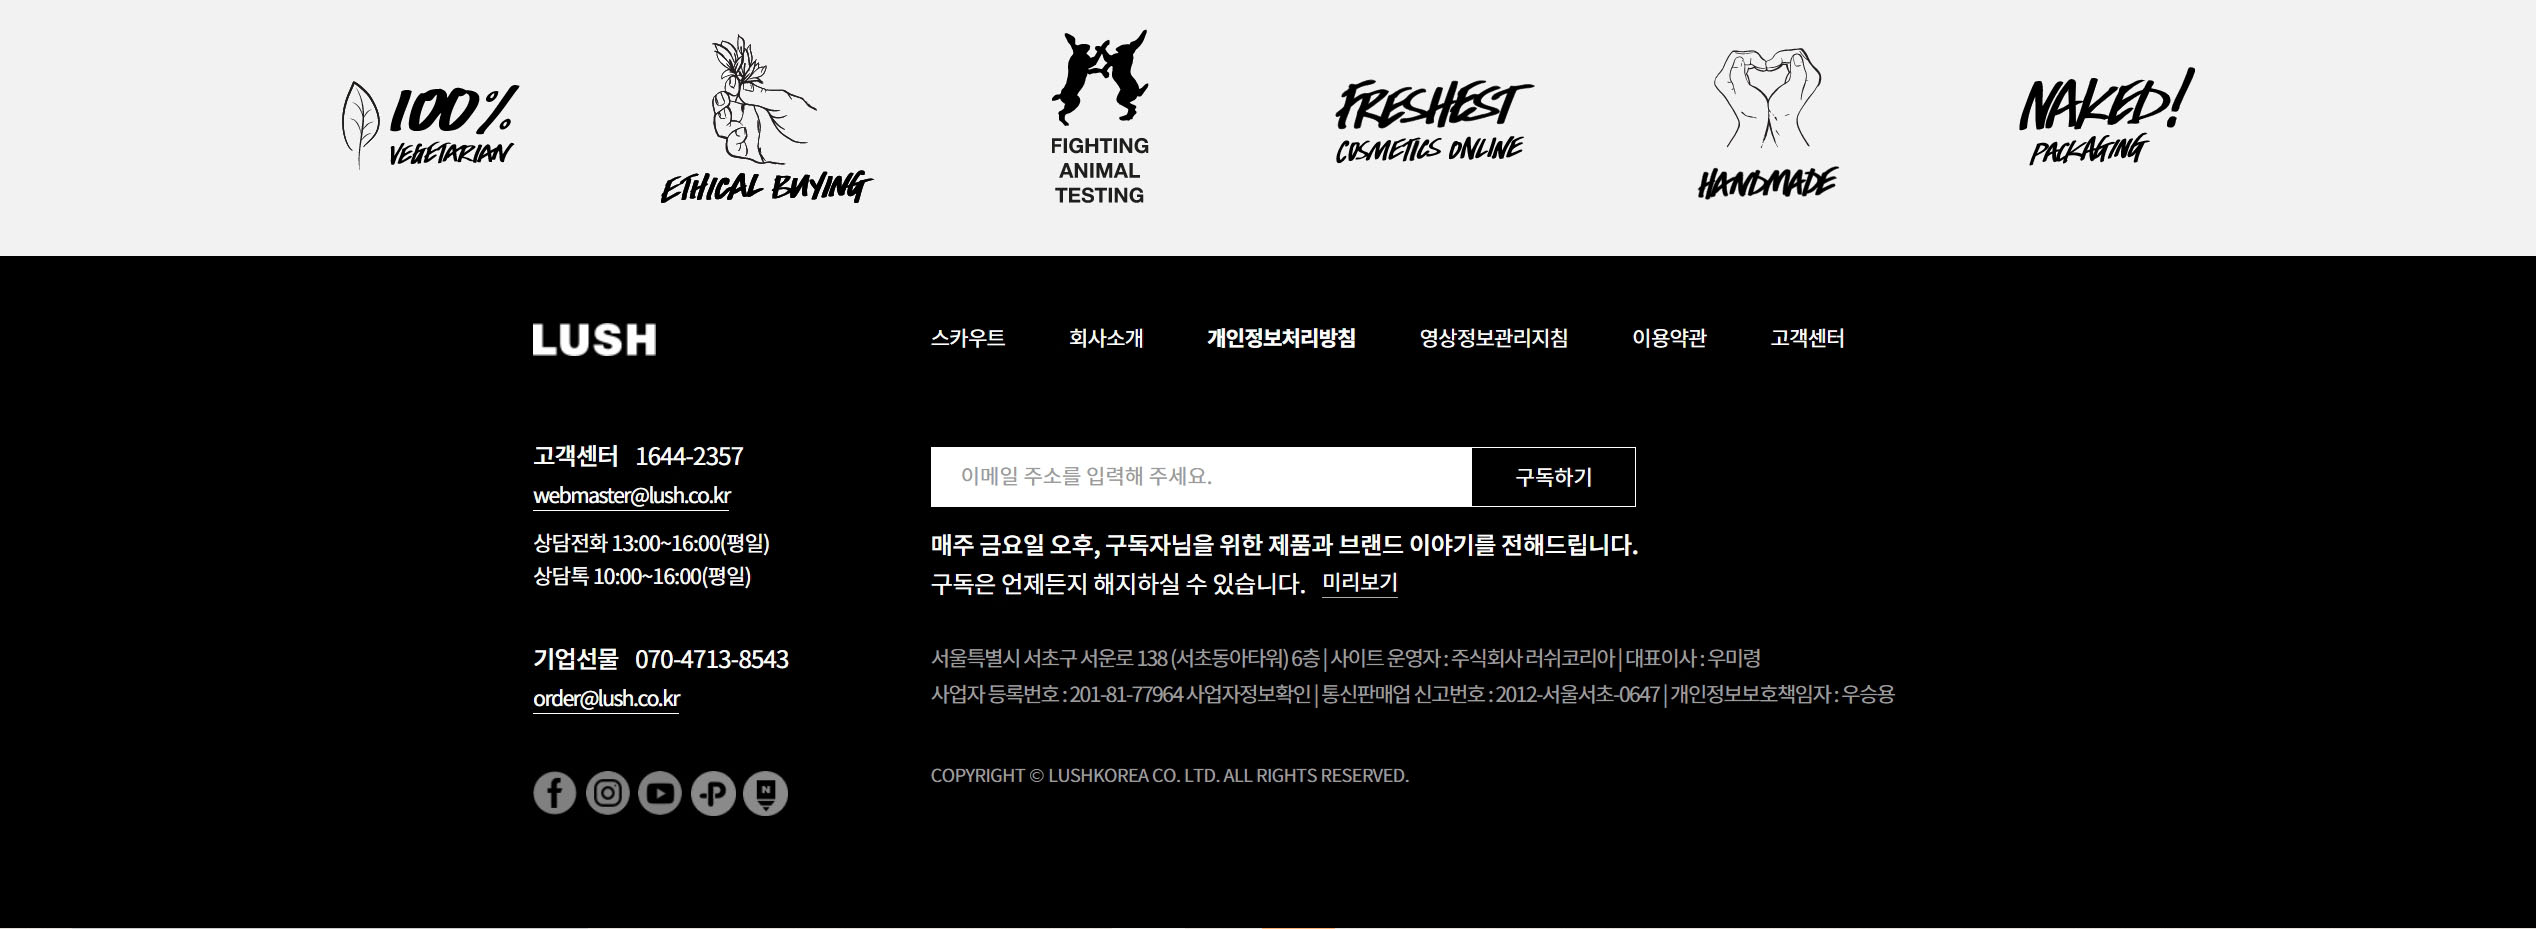 100%
VEGETARIAN
ETHICAL BUYING
FIGHTING
ANIMAL
TESTING
FRESHEST
COSMETICS ONLINE
HANDMADE
NAKED!
PACKAGING
LUSH
스카우트 회사소개 개인정보처리방침 영상정보관리지침 이용약관 고객센터
고객센터 1644-2357
webmaster@lush.co.kr
상담전화 13:00~16:00(평일)
상담톡 10:00~16:00(평일)
기업선물 070-4713-8543
order@lush.co.kr
이메일 주소를 입력해 주세요. 구독하기
매주 금요일 오후, 구독자님을 위한 제품과 브랜드 이야기를 전해드립니다.
구독은 언제든지 해지하실 수 있습니다. 미리보기
서울특별시 서초구 서운로 138 (서초동아타워) 6층 | 사이트 운영자 : 주식회사 러쉬코리아 | 대표이사 : 우미령
사업자 등록번호 : 201-81-77964 사업자정보확인 | 통신판매업 신고번호 : 2012-서울서초-0647 | 개인정보보호책임자 : 우승용
COPYRIGHT © LUSHKOREA CO. LTD. ALL RIGHTS RESERVED.